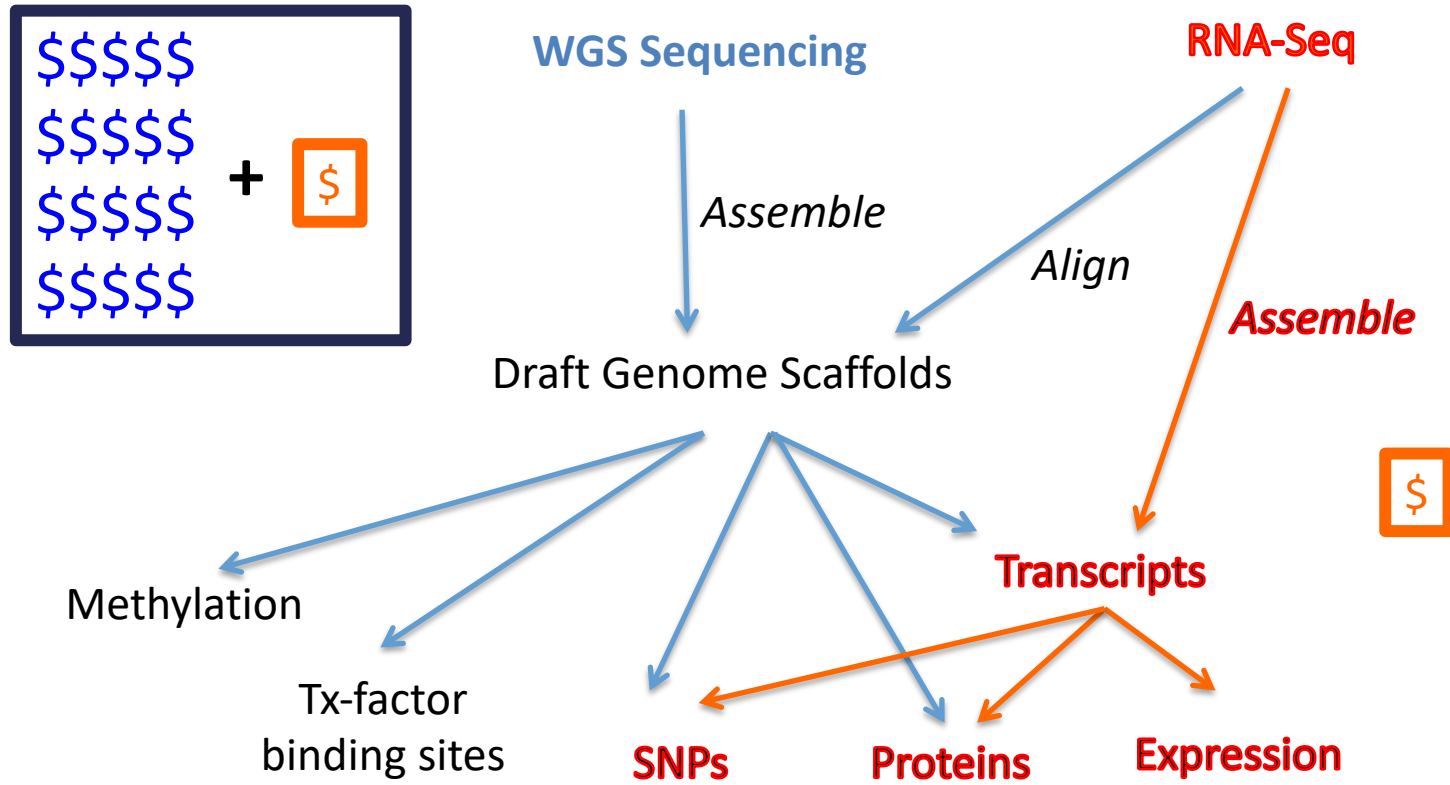 $$$$$
$$$$$
$$$$$
$$$$$
+
$
WGS Sequencing
RNA-Seq
Assemble
Align
Assemble
Draft Genome Scaffolds
$
Methylation
Transcripts
Tx-factor
binding sites
SNPs
Proteins
Expression